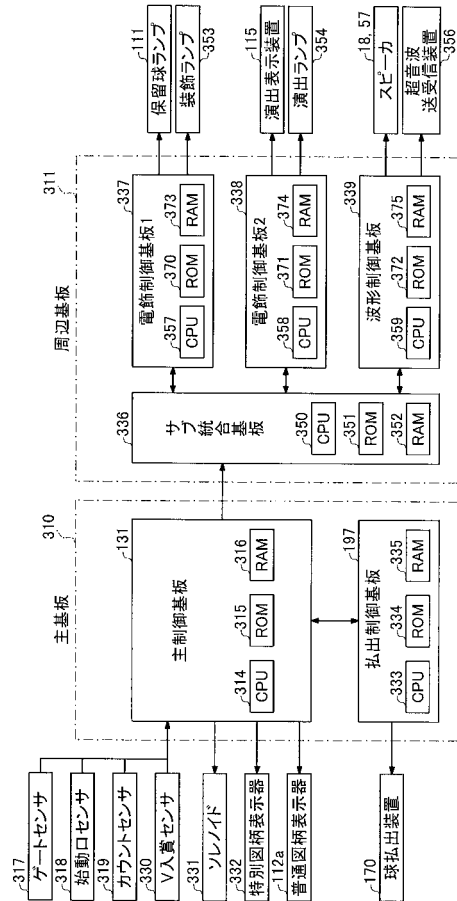 317 ゲートセンサ
318 始動口センサ
319 カウントセンサ
330 V入賞センサ
331 ソレノイド
332 特別図柄表示器
112a 普通図柄表示器
170 球払出装置
主基板 310
131
主制御基板
314 CPU
315 ROM
316 RAM
197
払出制御基板
333 CPU
334 ROM
335 RAM
周辺基板 311
336
サブ統合基板
350 CPU
351 ROM
352 RAM
337
電飾制御基板1
357 CPU
370 ROM
373 RAM
338
電飾制御基板2
358 CPU
371 ROM
374 RAM
339
波形制御基板
359 CPU
372 ROM
375 RAM
保留球ランプ 111
装飾ランプ 353
演出表示装置 115
演出ランプ 354
スピーカ 18, 57
超音波
送受信装置 356